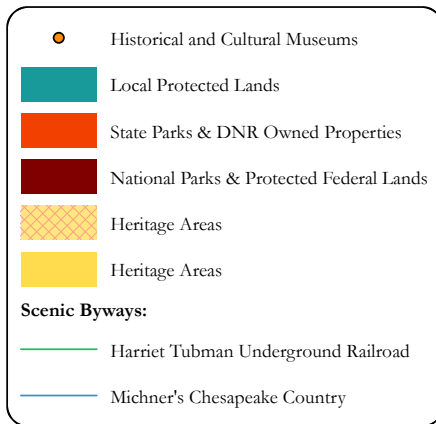 Historical and Cultural Museums
Local Protected Lands
State Parks & DNR Owned Properties
National Parks & Protected Federal Lands
Heritage Areas
Heritage Areas
Scenic Byways:
Harriet Tubman Underground Railroad
Michner's Chesapeake Country